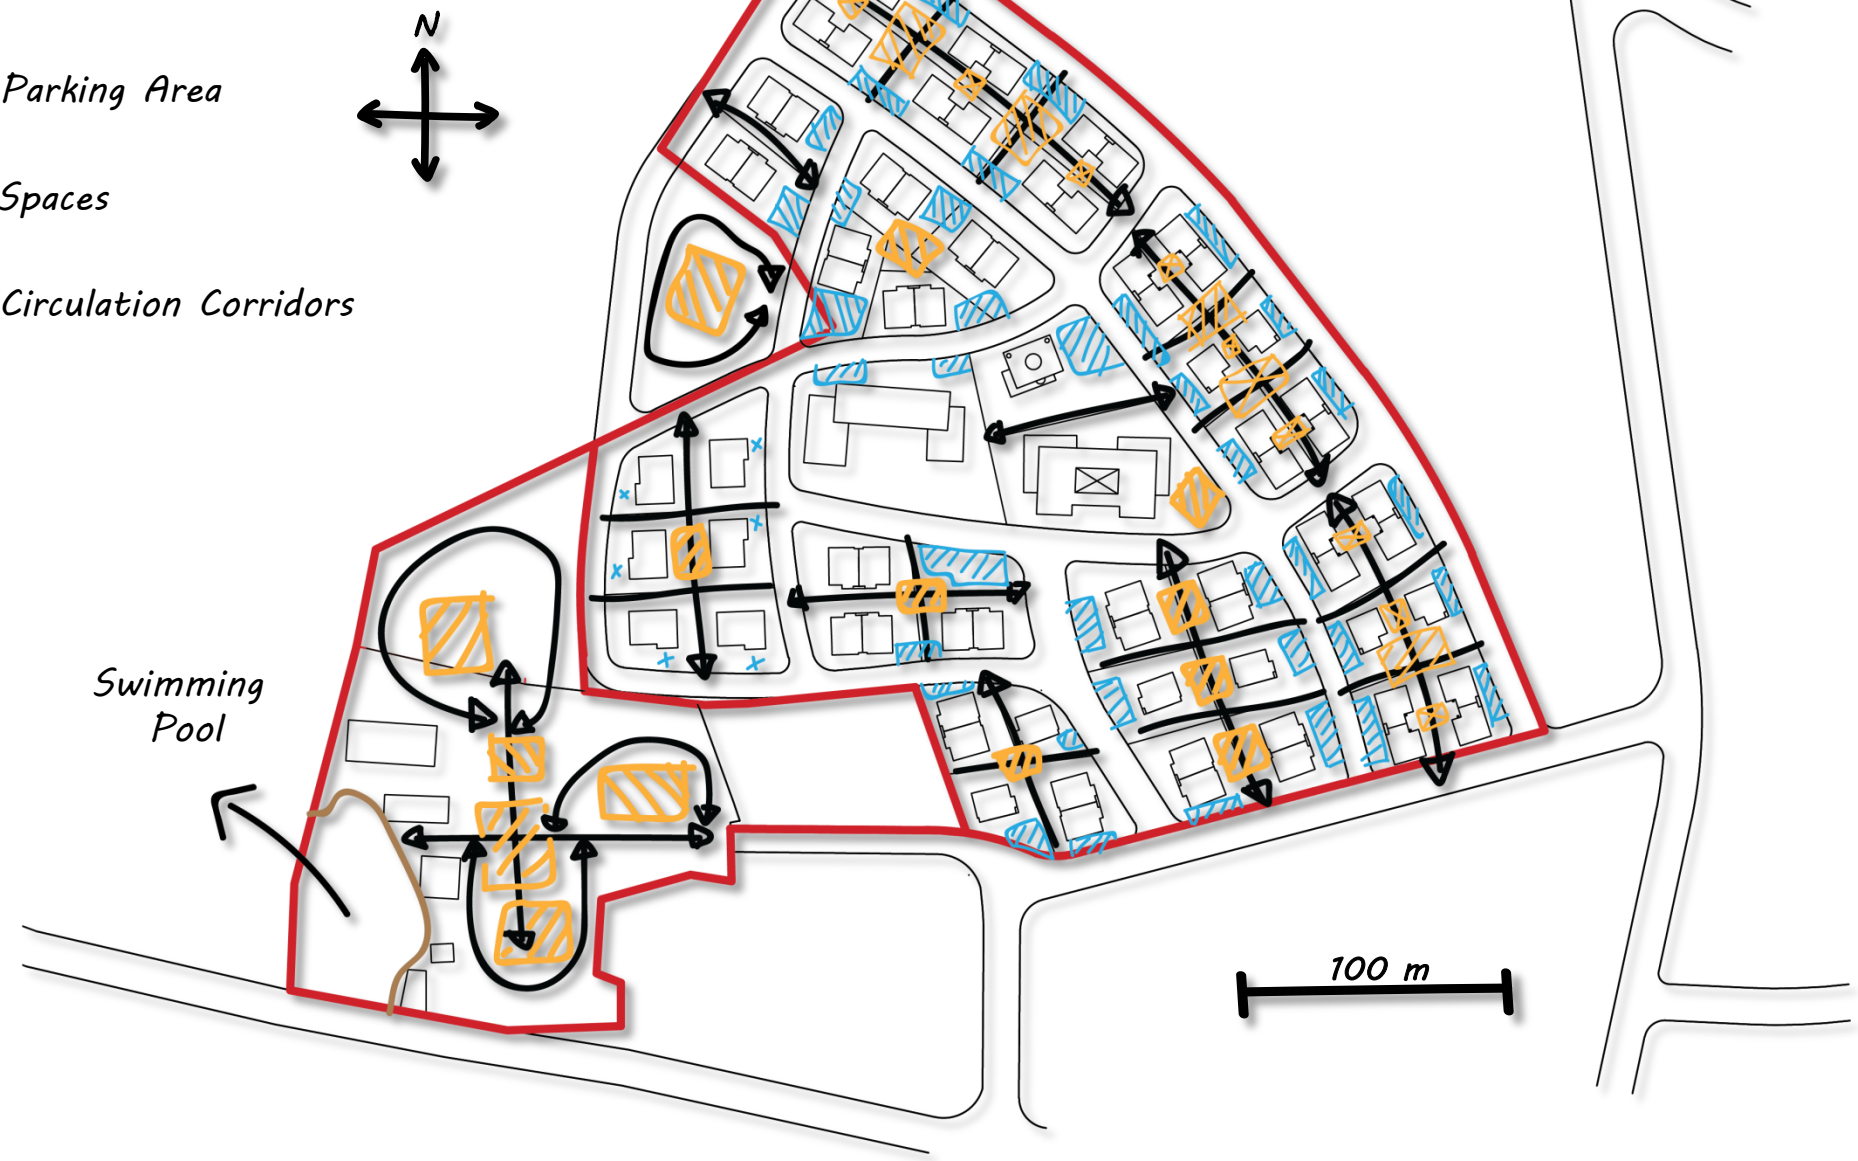 N
Parking Area
Spaces
Circulation Corridors
Swimming
Pool
100 m